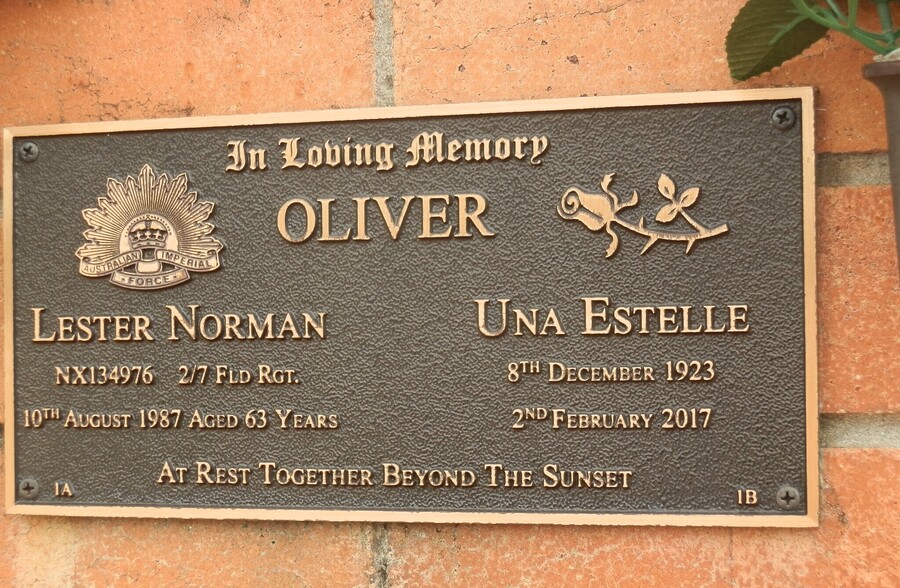 In Loving Memory
OLIVER
AUSTRALIAN IMPERIAL
FORCE
LESTER NORMAN
NX134976 2/7 FLD RGT.
10TH AUGUST 1987 AGED 63 YEARS
UNA ESTELLE
8TH DECEMBER 1923
2ND FEBRUARY 2017
AT REST TOGETHER BEYOND THE SUNSET
1A
1B